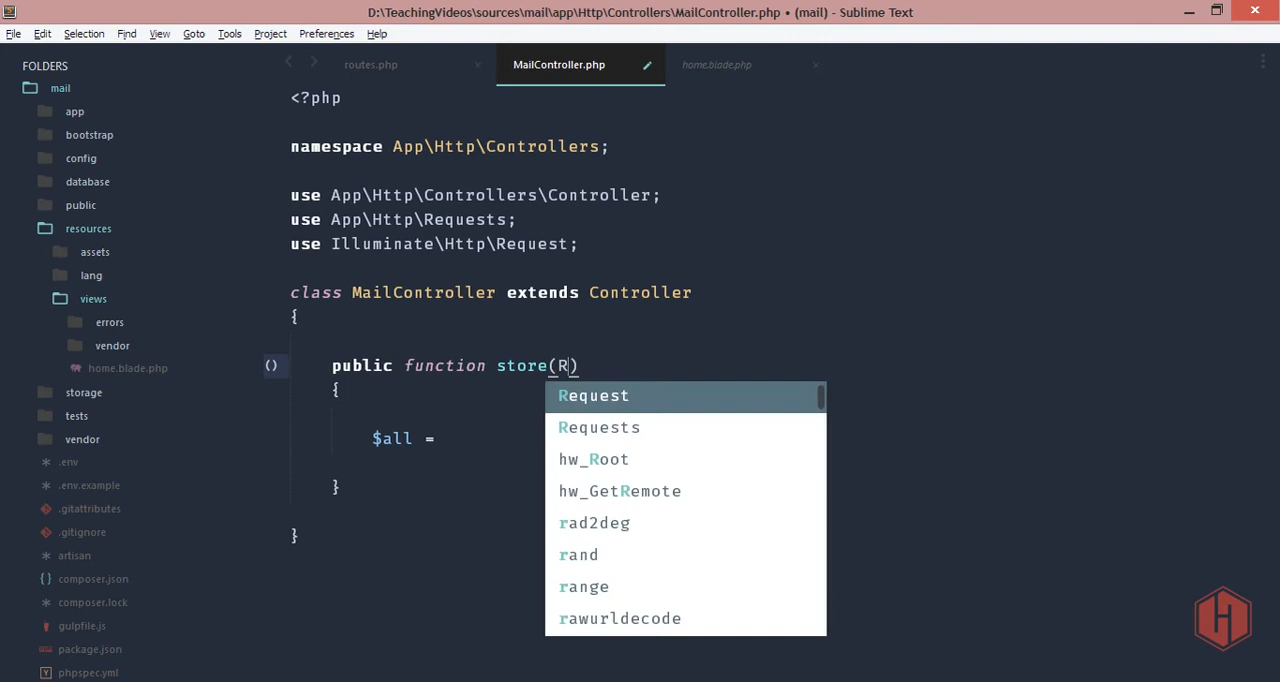 D:\TeachingVideos\sources\mail\app\Http\Controllers\MailController.php • (mail) - Sublime Text
File Edit Selection Find View Goto Tools Project Preferences Help
FOLDERS
mail
app
bootstrap
config
database
public
resources
assets
lang
views
errors
vendor
home.blade.php
storage
tests
vendor
.env
.env.example
.gitattributes
.gitignore
artisan
composer.json
composer.lock
gulpfile.js
package.json
phpspec.yml
routes.php MailController.php home.blade.php
<?php
namespace App\Http\Controllers;
use App\Http\Controllers\Controller;
use App\Http\Requests;
use Illuminate\Http\Request;
class MailController extends Controller
{
public function store(R)
{
$all =
}
}
Request
Requests
hw_Root
hw_GetRemote
rad2deg
rand
range
rawurldecode
H